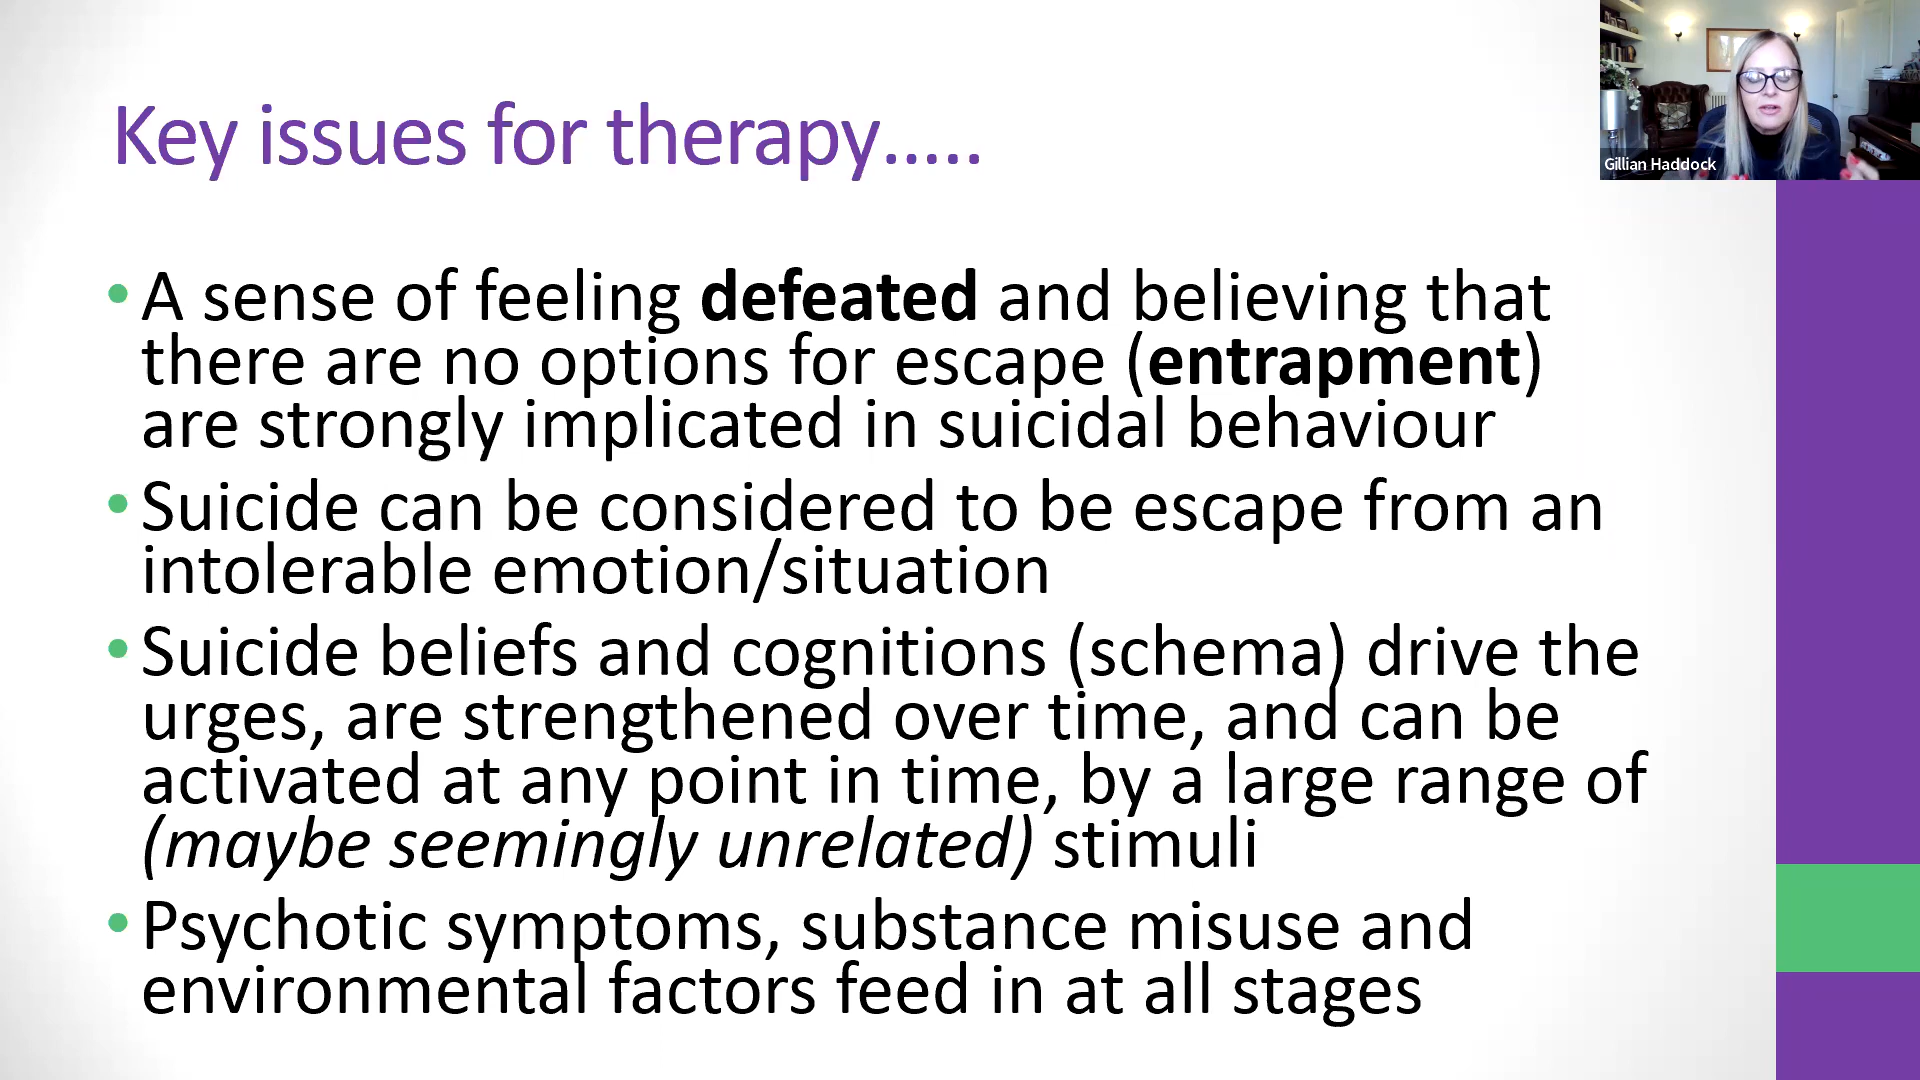 Key issues for therapy.....
Gillian Haddock
• A sense of feeling defeated and believing that
there are no options for escape (entrapment)
are strongly implicated in suicidal behaviour
• Suicide can be considered to be escape from an
intolerable emotion/situation
• Suicide beliefs and cognitions (schema) drive the
urges, are strengthened over time, and can be
activated at any point in time, by a large range of
(maybe seemingly unrelated) stimuli
• Psychotic symptoms, substance misuse and
environmental factors feed in at all stages